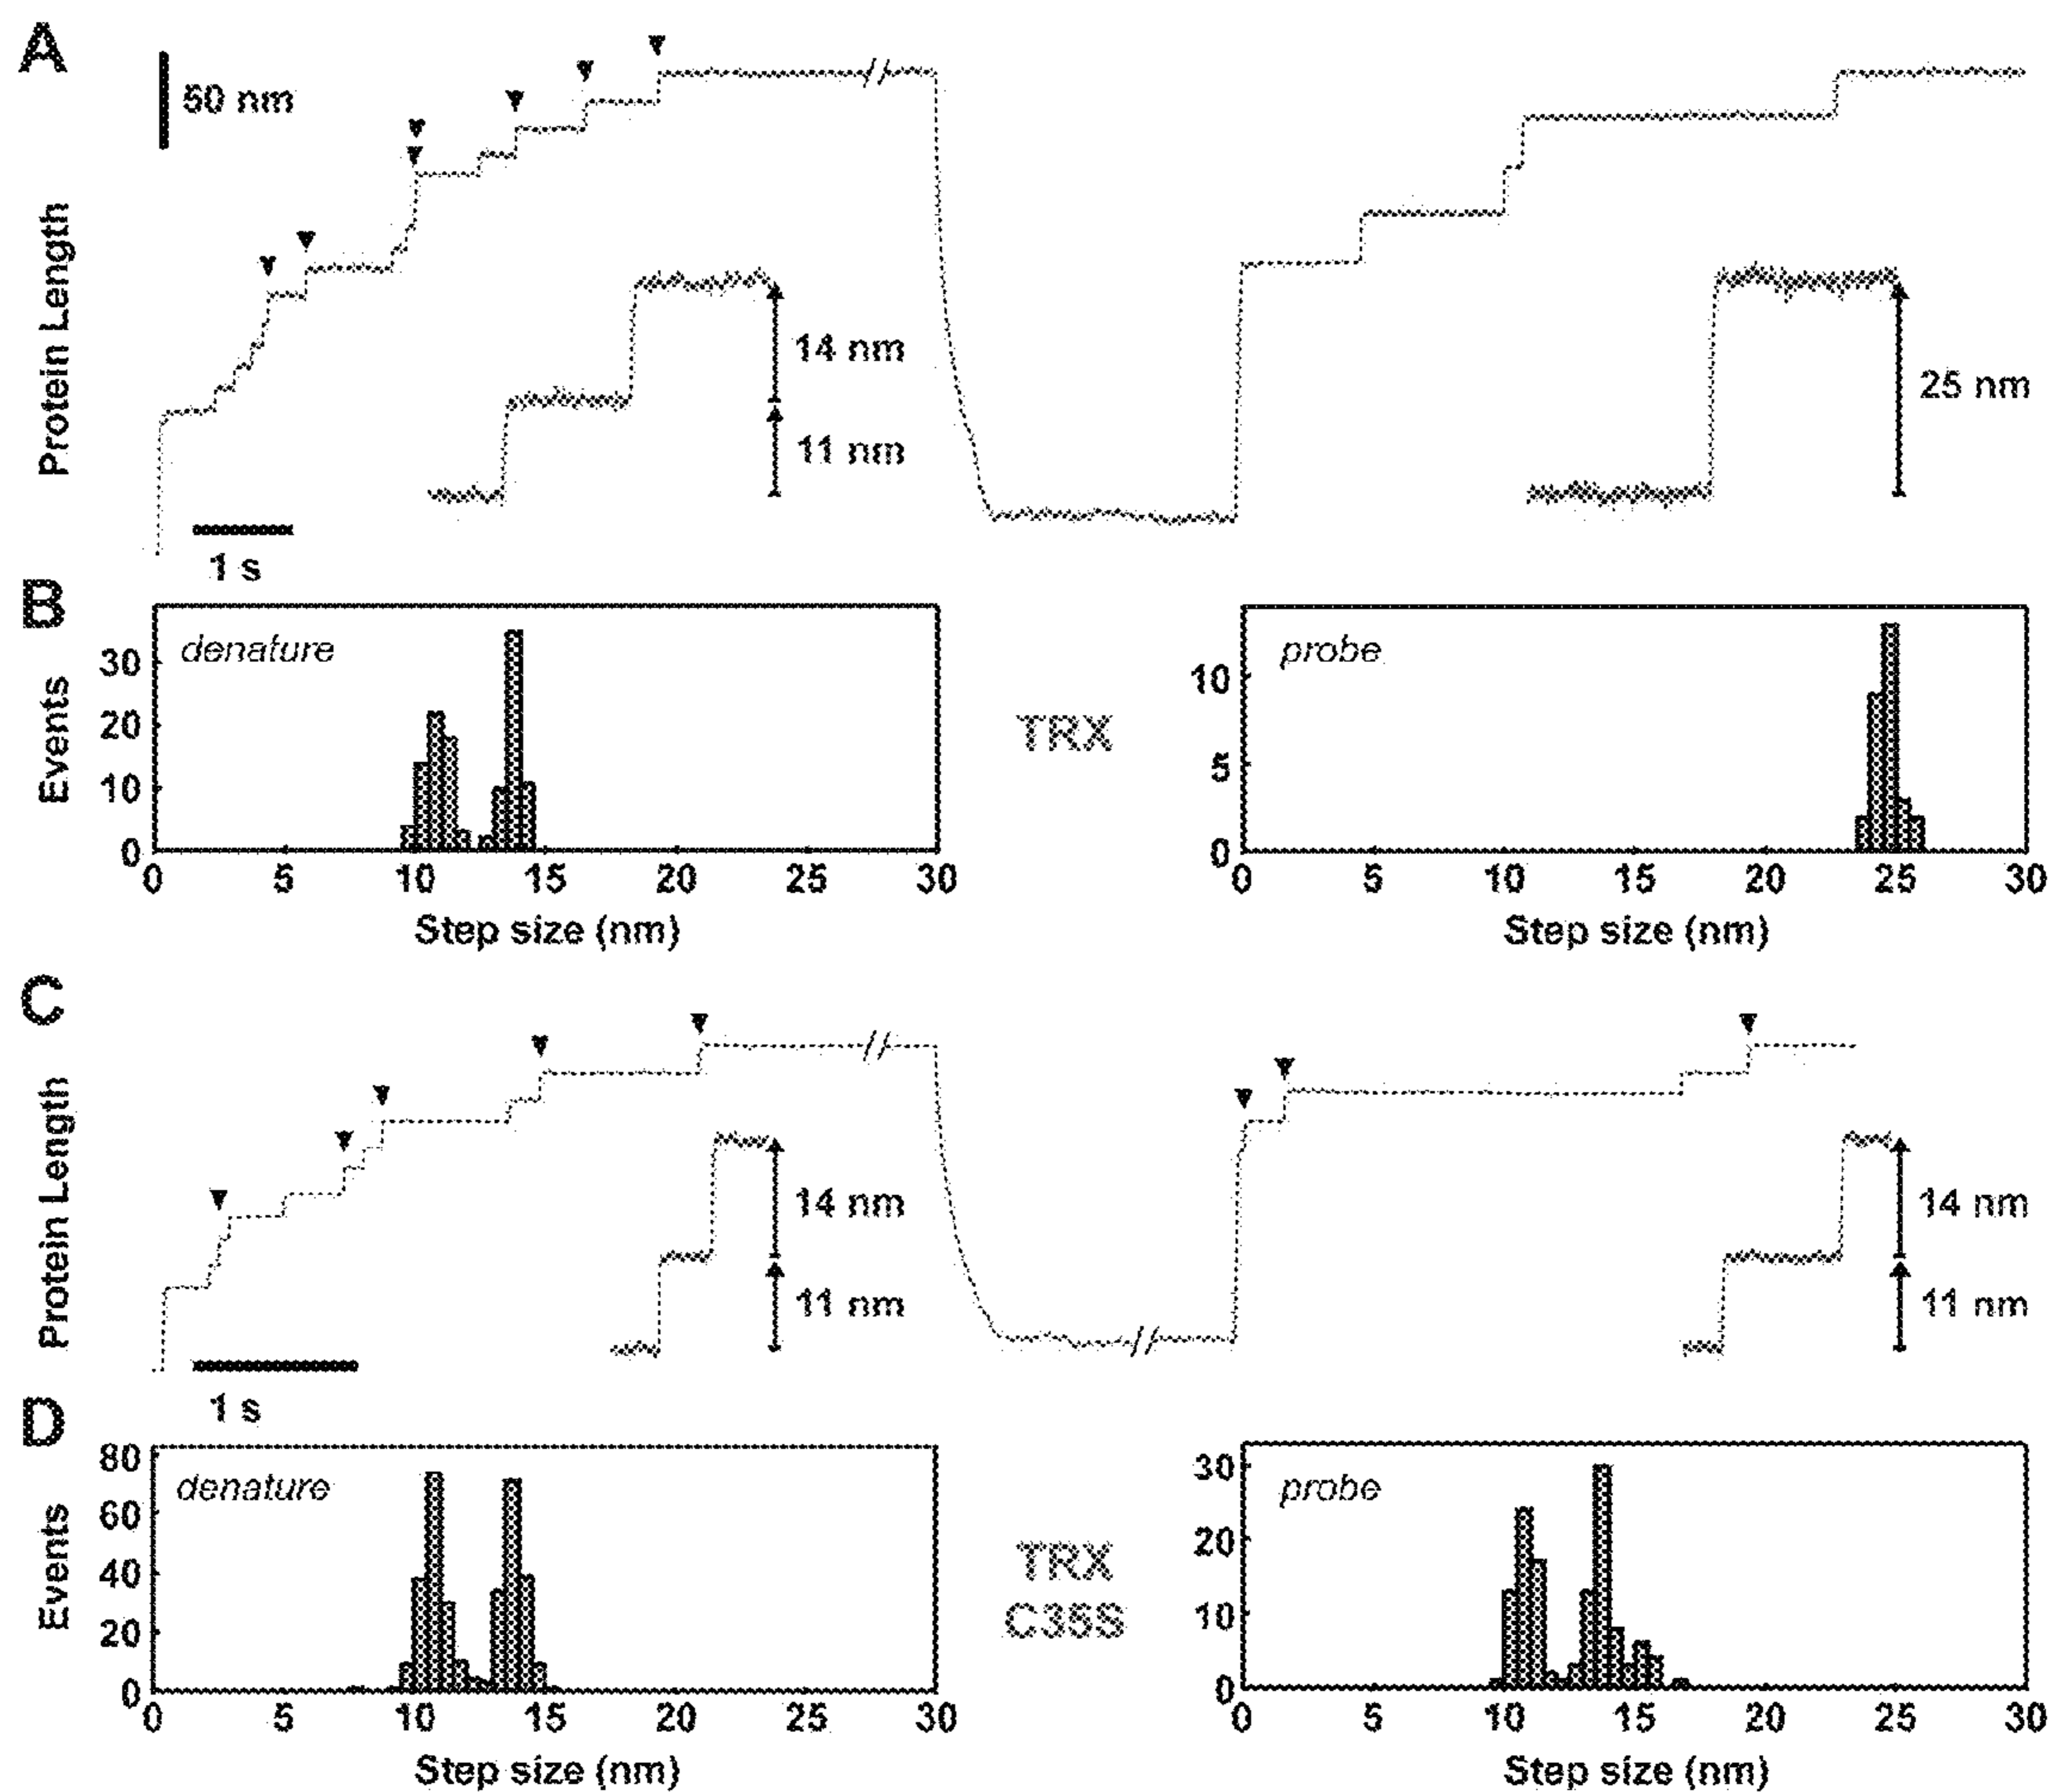 A
50 nm
Protein Length
14 nm
11 nm
25 nm
1 s
B
denature
probe
TRX
Events
30
20
10
0
10
5
0
0 5 10 15 20 25 30
0 5 10 15 20 25 30
Step size (nm)
Step size (nm)
C
Protein Length
14 nm
11 nm
14 nm
11 nm
1 s
D
denature
probe
TRX
C35S
Events
80
60
40
20
0
30
20
10
0
0 5 10 15 20 25 30
0 5 10 15 20 25 30
Step size (nm)
Step size (nm)